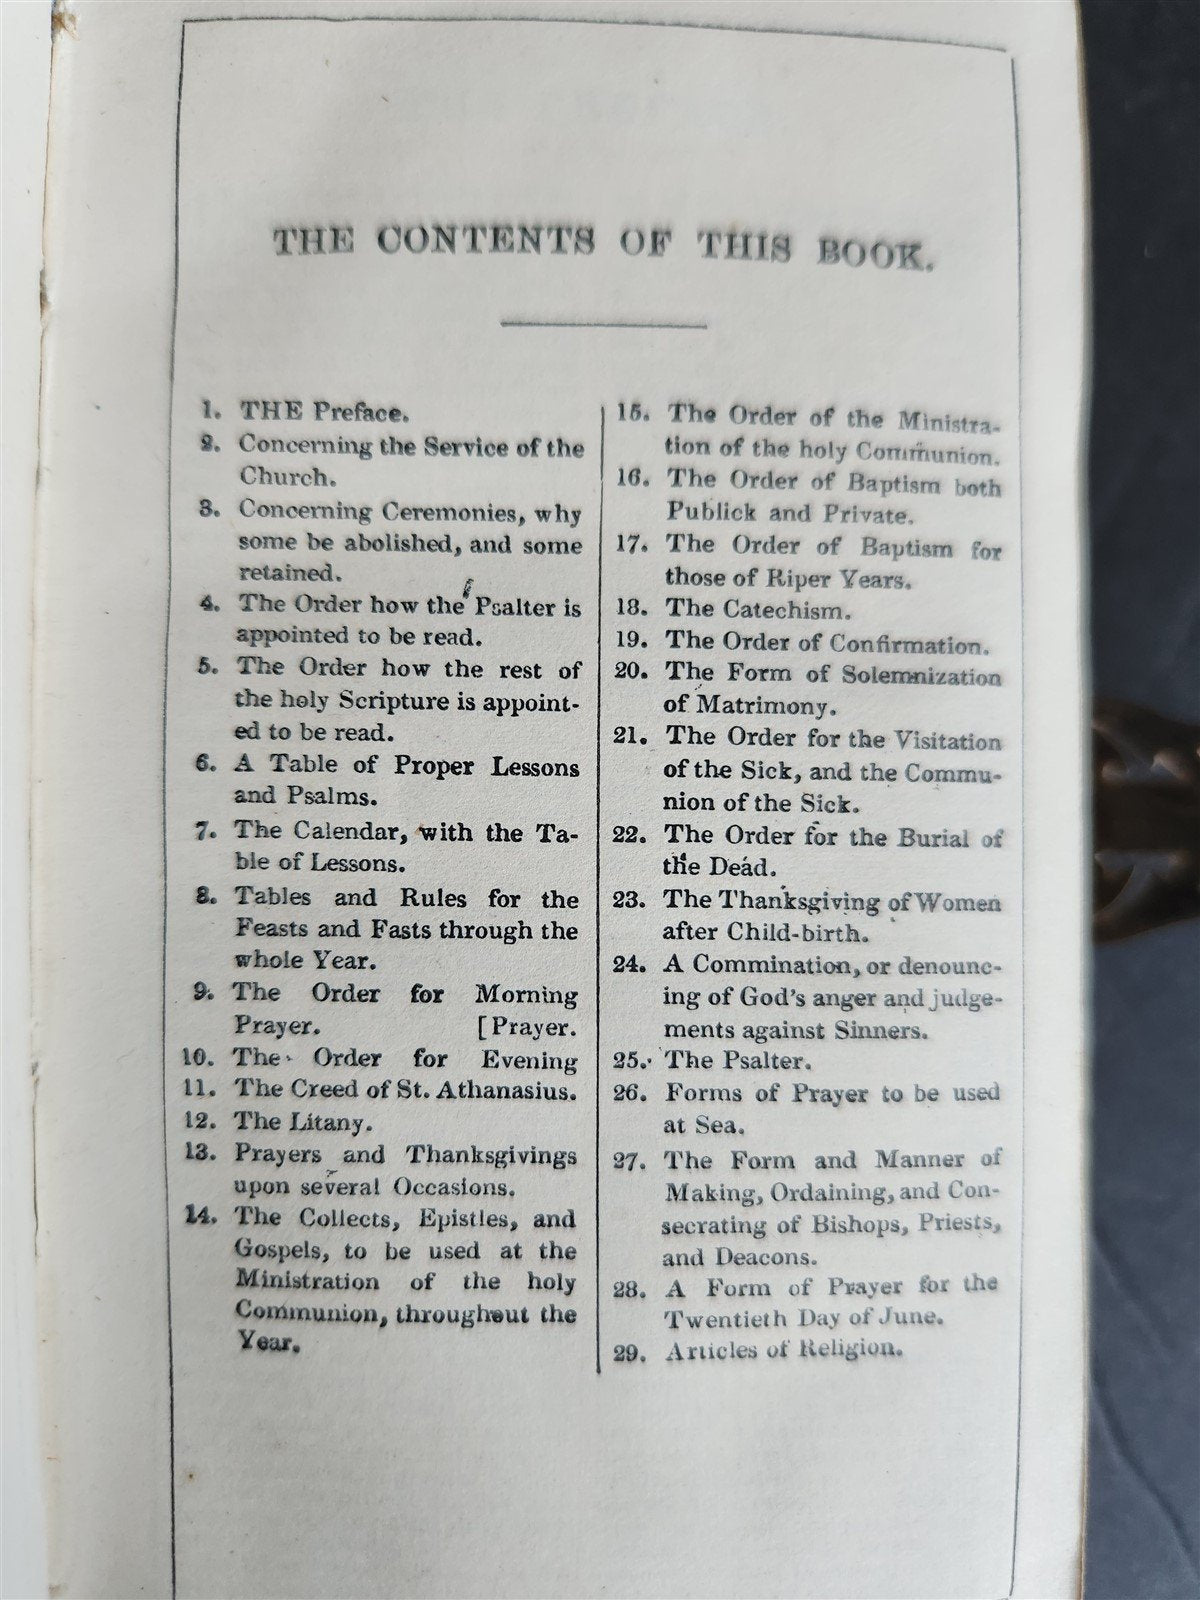 THE CONTENTS OF THIS BOOK.
1. THE Preface.
2. Concerning the Service of the
Church.
3. Concerning Ceremonies, why
some be abolished, and some
retained.
4. The Order how the Psalter is
appointed to be read.
5. The Order how the rest of
the holy Scripture is appoint-
ed to be read.
6. A Table of Proper Lessons
and Psalms.
7. The Calendar, with the Ta-
ble of Lessons.
8. Tables and Rules for the
Feasts and Fasts through the
whole Year.
9. The Order for Morning
Prayer. [Prayer.
10. The Order for Evening
11. The Creed of St. Athanasius.
12. The Litany.
13. Prayers and Thanksgivings
upon several Occasions.
14. The Collects, Epistles, and
Gospels, to be used at the
Ministration of the holy
Communion, throughout the
Year.
15. The Order of the Ministra-
tion of the holy Communion.
16. The Order of Baptism both
Publick and Private.
17. The Order of Baptism for
those of Riper Years.
18. The Catechism.
19. The Order of Confirmation.
20. The Form of Solemnization
of Matrimony.
21. The Order for the Visitation
of the Sick, and the Commu-
nion of the Sick.
22. The Order for the Burial of
the Dead.
23. The Thanksgiving of Women
after Child-birth.
24. A Commination, or denounc-
ing of God's anger and judge-
ments against Sinners.
25. The Psalter.
26. Forms of Prayer to be used
at Sea.
27. The Form and Manner of
Making, Ordaining, and Con-
secrating of Bishops, Priests,
and Deacons.
28. A Form of Prayer for the
Twentieth Day of June.
29. Articles of Religion.